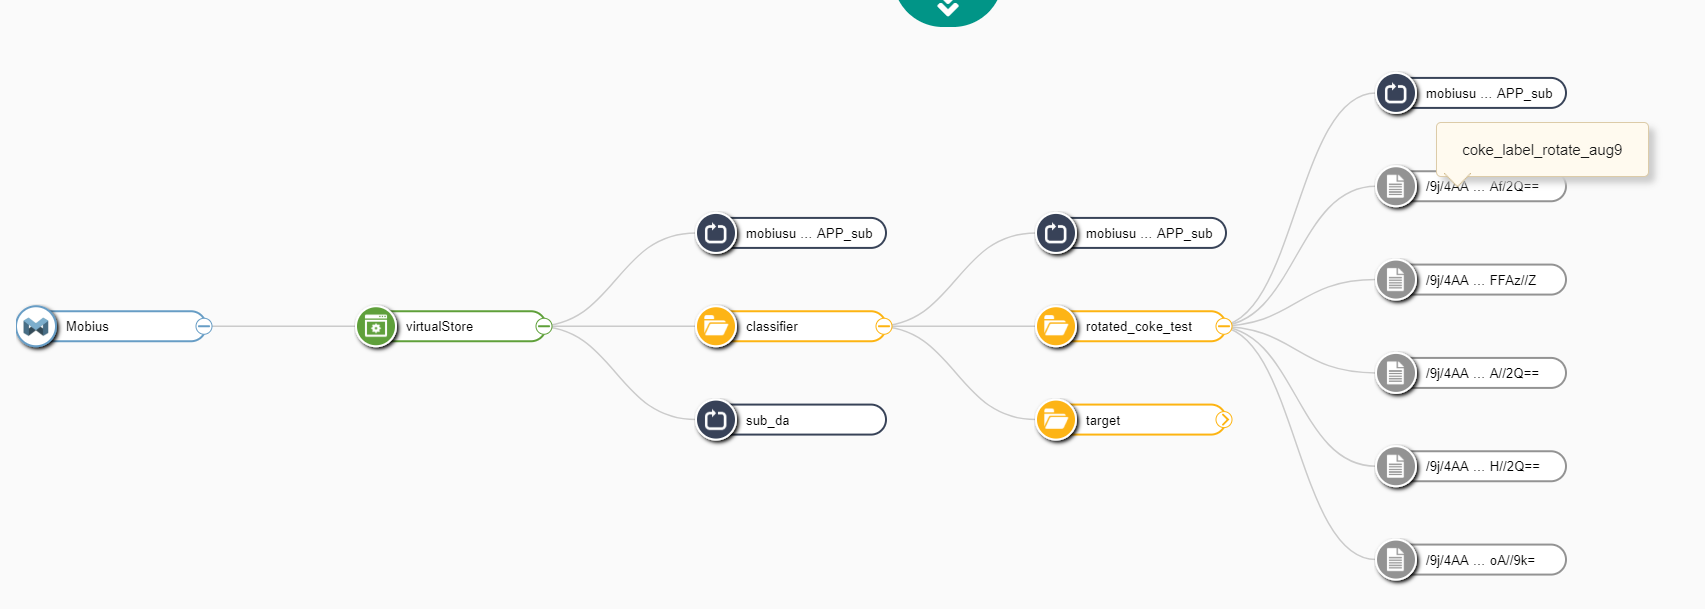 mobiusu ... APP_sub
coke_label_rotate_aug9
/9j/4AA ... Af/2Q==
mobiusu ... APP_sub
mobiusu ... APP_sub
/9j/4AA ... FFAz//Z
Mobius
virtualStore
classifier
rotated_coke_test
/9j/4AA ... A//2Q==
sub_da
target
/9j/4AA ... H//2Q==
/9j/4AA ... oA//9k=